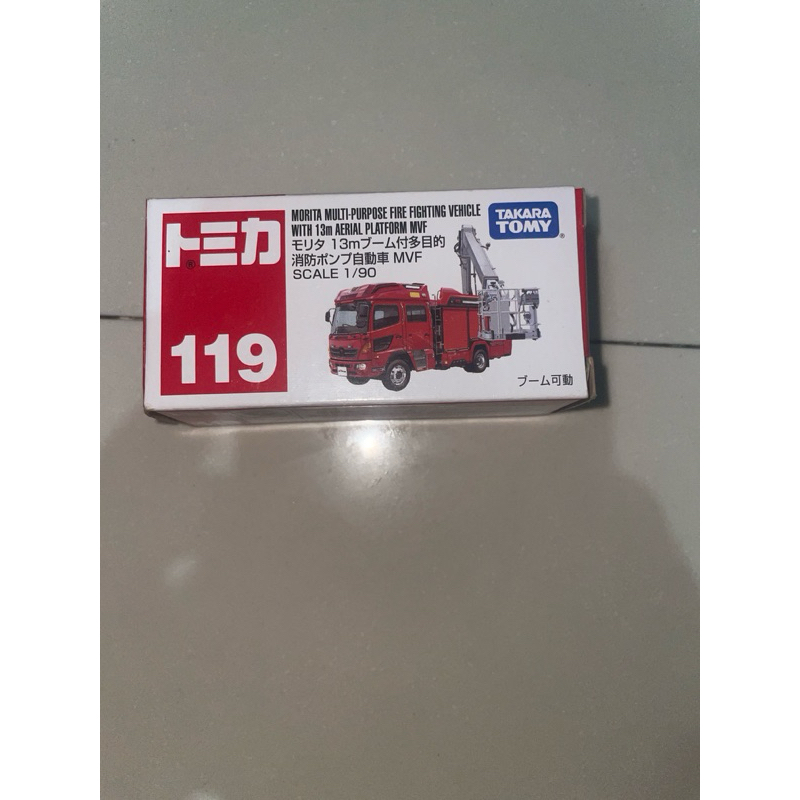 トミカ
®
119
MORITA MULTI-PURPOSE FIRE FIGHTING VEHICLE
WITH 13m AERIAL PLATFORM MVF
モリタ 13mブーム付多目的
消防ポンプ自動車 MVF
SCALE 1/90
TAKARA
TOMY
®
ブーム可動